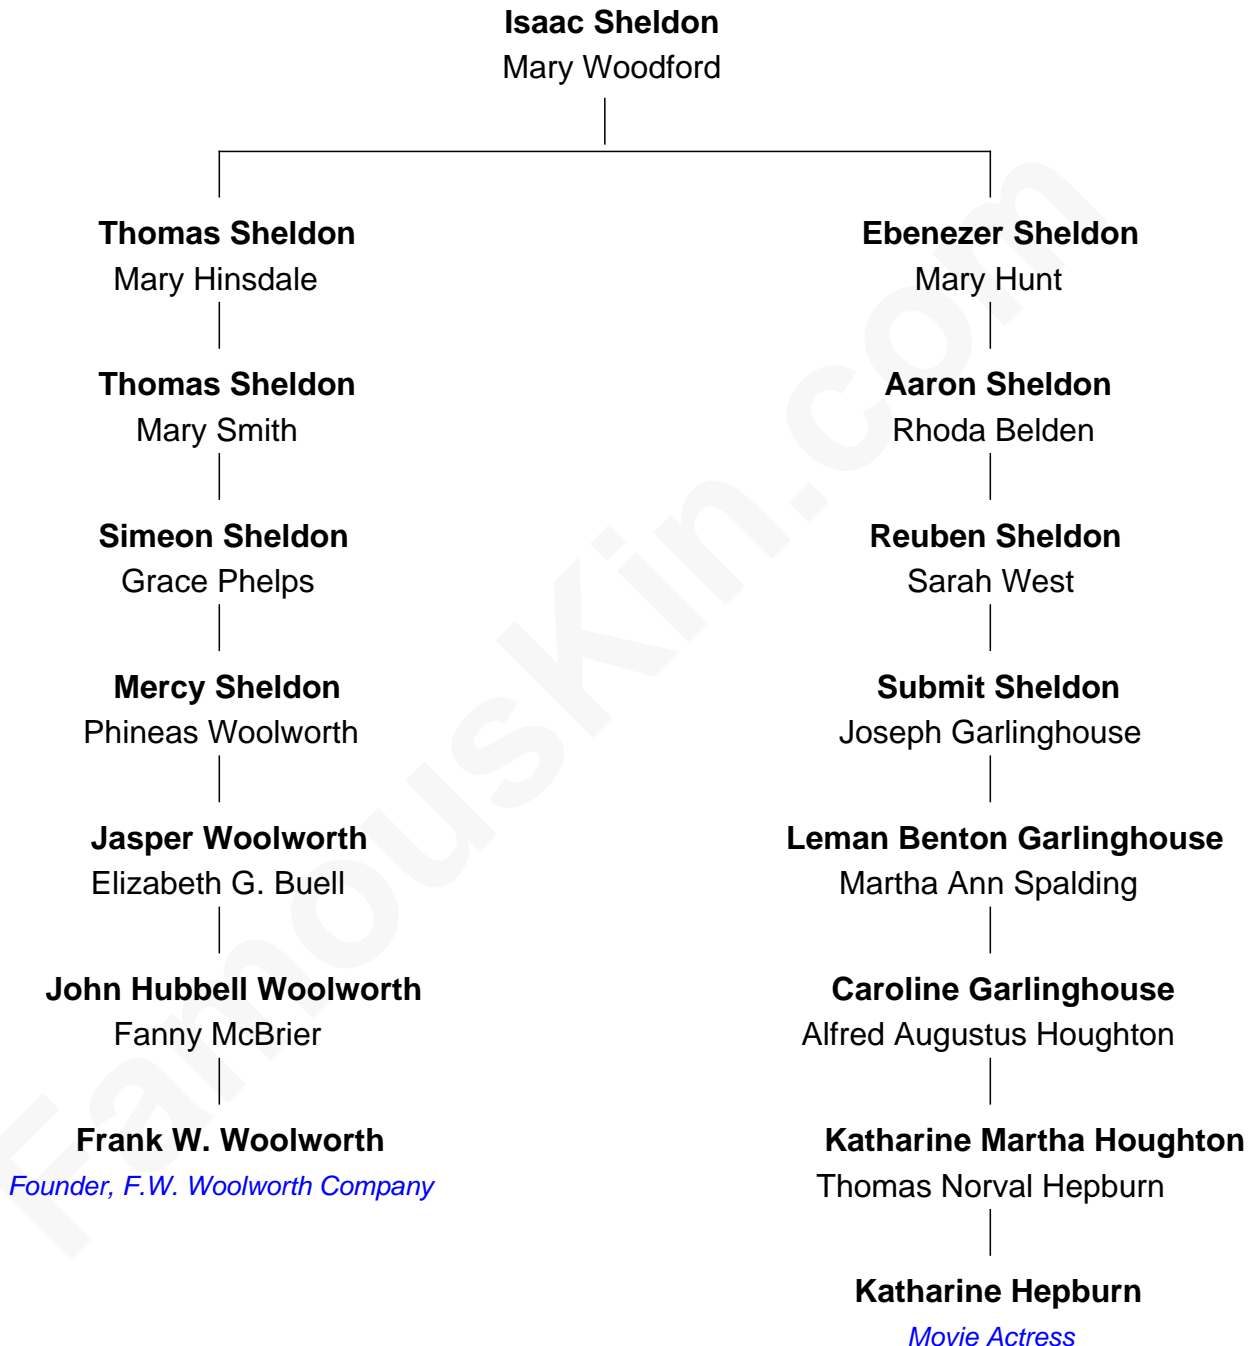 Isaac Sheldon
Mary Woodford
Thomas Sheldon
Mary Hinsdale
Ebenezer Sheldon
Mary Hunt
Thomas Sheldon
Mary Smith
Aaron Sheldon
Rhoda Belden
Simeon Sheldon
Grace Phelps
Reuben Sheldon
Sarah West
Mercy Sheldon
Phineas Woolworth
Submit Sheldon
Joseph Garlinghouse
Jasper Woolworth
Elizabeth G. Buell
Leman Benton Garlinghouse
Martha Ann Spalding
John Hubbell Woolworth
Fanny McBrier
Caroline Garlinghouse
Alfred Augustus Houghton
Frank W. Woolworth
Founder, F.W. Woolworth Company
Katharine Martha Houghton
Thomas Norval Hepburn
Katharine Hepburn
Movie Actress
FamousKin.com